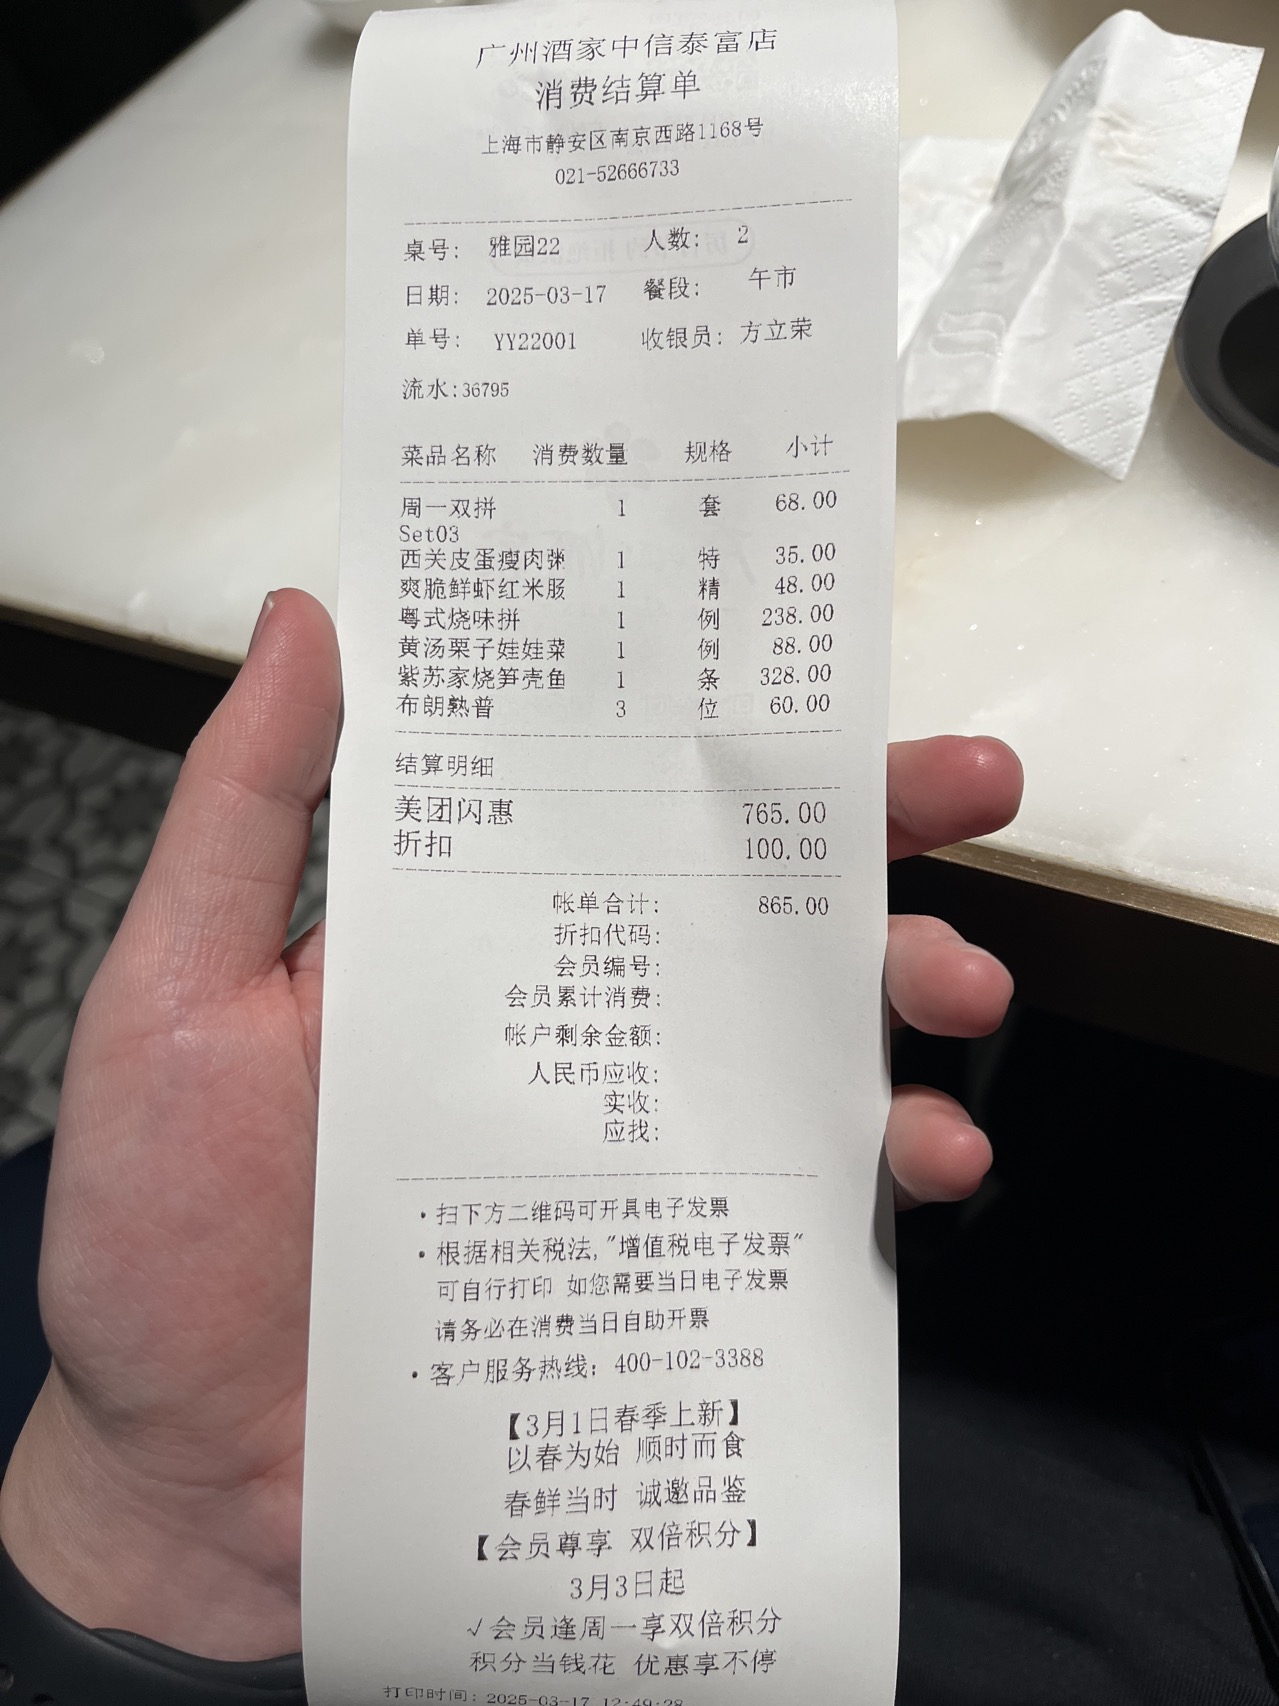 广州酒家中信泰富店
消费结算单
上海市静安区南京西路1168号
021-52666733
桌号: 雅园22 人数: 2
日期: 2025-03-17 餐段: 午市
单号: YY22001 收银员: 方立荣
流水:36795
菜品名称 消费数量 规格 小计
周一双拼 1 套 68.00
Set03
西关皮蛋瘦肉粥 1 特 35.00
爽脆鲜虾红米肠 1 精 48.00
粤式烧味拼 1 例 238.00
黄汤栗子娃娃菜 1 例 88.00
紫苏家烧笋壳鱼 1 条 328.00
布朗熟普 3 位 60.00
结算明细
美团闪惠 765.00
折扣 100.00
帐单合计: 865.00
折扣代码:
会员编号:
会员累计消费:
帐户剩余金额:
人民币应收:
实收:
应找:
·扫下方二维码可开具电子发票
·根据相关税法,"增值税电子发票"
可自行打印 如您需要当日电子发票
请务必在消费当日自助开票
·客户服务热线: 400-102-3388
【3月1日春季上新】
以春为始 顺时而食
春鲜当时 诚邀品鉴
【会员尊享 双倍积分】
3月3日起
√会员逢周一享双倍积分
积分当钱花 优惠享不停
打印时间: 2025-03-17 12:49:28